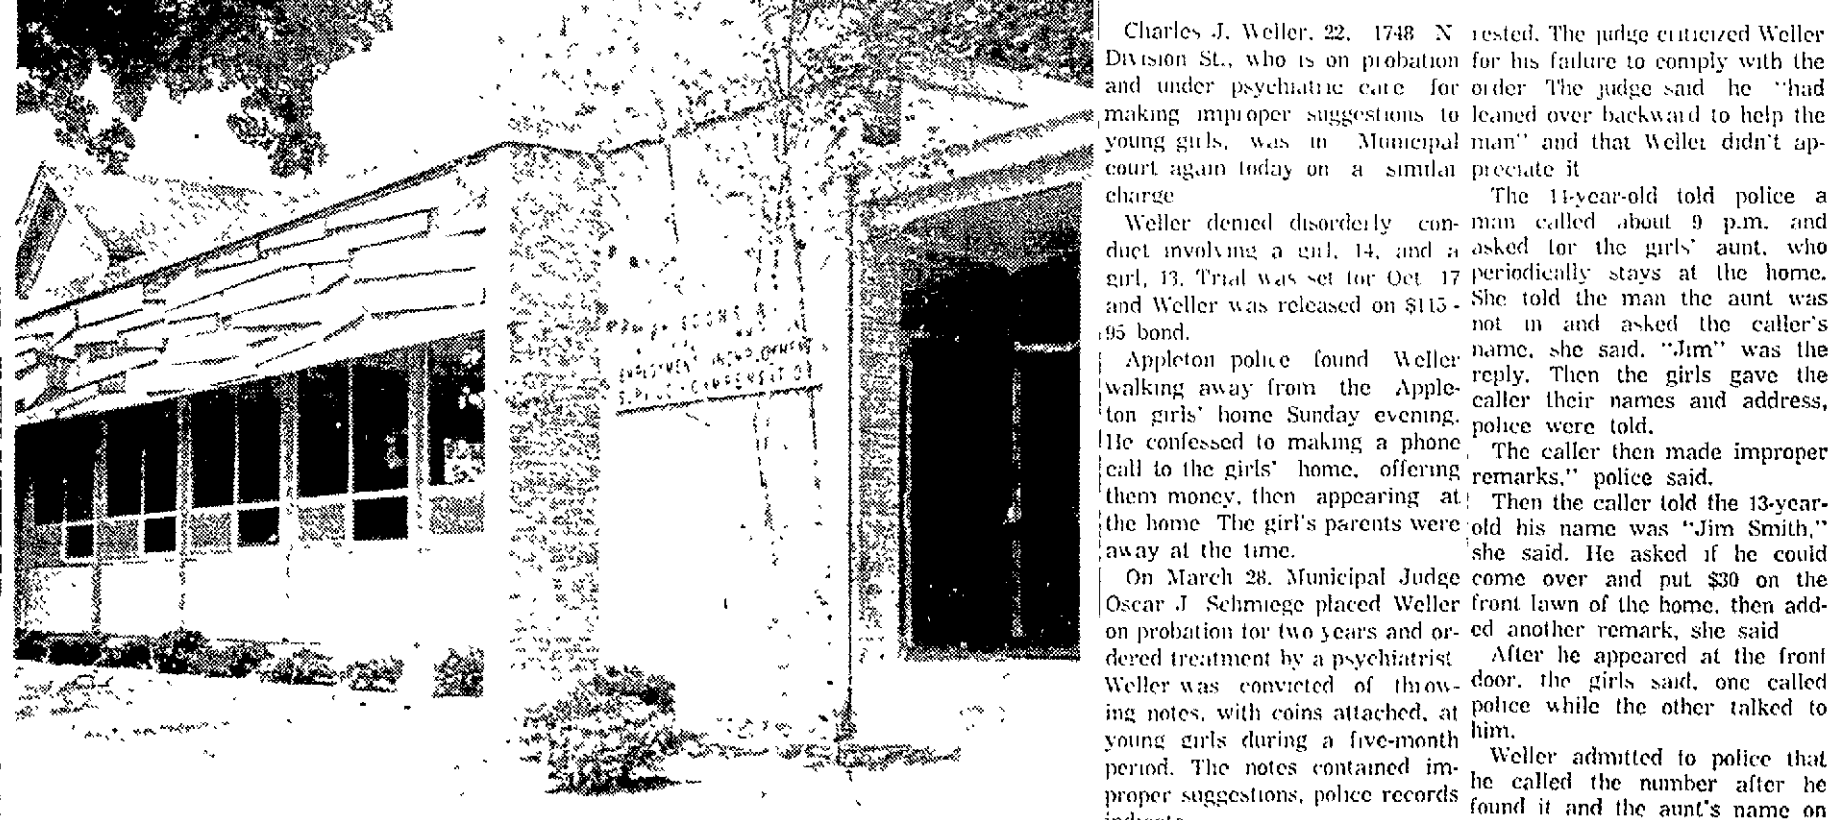 EMPLOYMENT
COMPENSATION
Charles J. Weller, 22, 1748 N
Division St., who is on probation
and under psychiatric care for
making improper suggestions to
young girls, was in Municipal
court again today on a similar
charge
Weller denied disorderly con-
duct involving a girl, 14, and a
girl, 13. Trial was set for Oct 17
and Weller was released on $115-
95 bond.
Appleton police found Weller
walking away from the Apple-
ton girls' home Sunday evening.
He confessed to making a phone
call to the girls' home, offering
them money, then appearing at
the home The girl's parents were
away at the time.
On March 28, Municipal Judge
Oscar J Schmiege placed Weller
on probation for two years and or-
dered treatment by a psychiatrist
Weller was convicted of throw-
ing notes, with coins attached, at
young girls during a five-month
period. The notes contained im-
proper suggestions, police records
rested. The judge criticized Weller
for his failure to comply with the
order The judge said he "had
leaned over backward to help the
man" and that Weller didn't ap-
preciate it
The 14-year-old told police a
man called about 9 p.m. and
asked for the girls' aunt, who
periodically stays at the home.
She told the man the aunt was
not in and asked the caller's
name, she said. "Jim" was the
reply. Then the girls gave the
caller their names and address,
police were told.
The caller then made improper
remarks," police said.
Then the caller told the 13-year-
old his name was "Jim Smith,"
she said. He asked if he could
come over and put $30 on the
front lawn of the home, then add-
ed another remark, she said
After he appeared at the front
door, the girls said, one called
police while the other talked to
him.
Weller admitted to police that
he called the number after he
found it and the aunt's name on